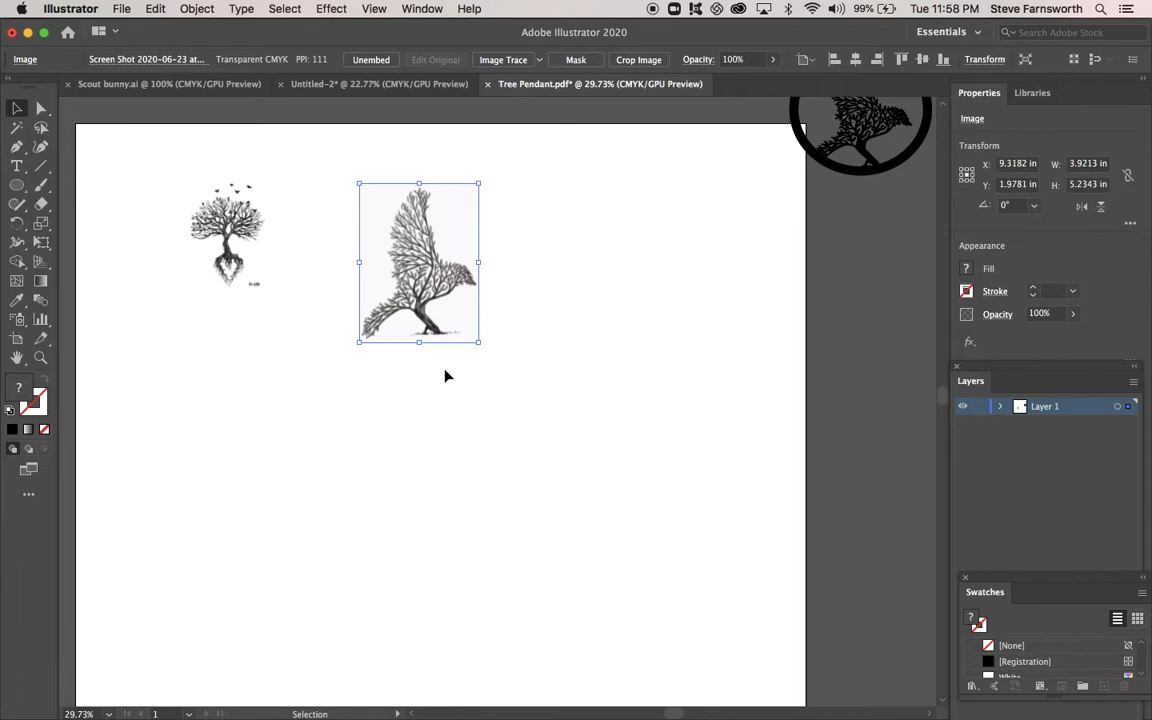 Illustrator File Edit Object Type Select Effect View Window Help 99% Tue 11:58 PM Steve Farnsworth
Adobe Illustrator 2020 Essentials Search Adobe Stock
Image Screen Shot 2020-06-23 at... Transparent CMYK PPI: 111 Unembed Edit Original Image Trace Mask Crop Image Opacity: 100% Transform
Scout bunny.ai @ 100% (CMYK/GPU Preview) Untitled-2* @ 22.77% (CMYK/GPU Preview) Tree Pendant.pdf* @ 29.73% (CMYK/GPU Preview)
Properties Libraries
Image
Transform
X: 9.3182 in W: 3.9213 in
Y: 1.9781 in H: 5.2343 in
0°
Appearance
? Fill
Stroke
Opacity 100%
fx.
Layers
Layer 1
?
Swatches
?
[None]
[Registration]
White
29.73% 1 Selection